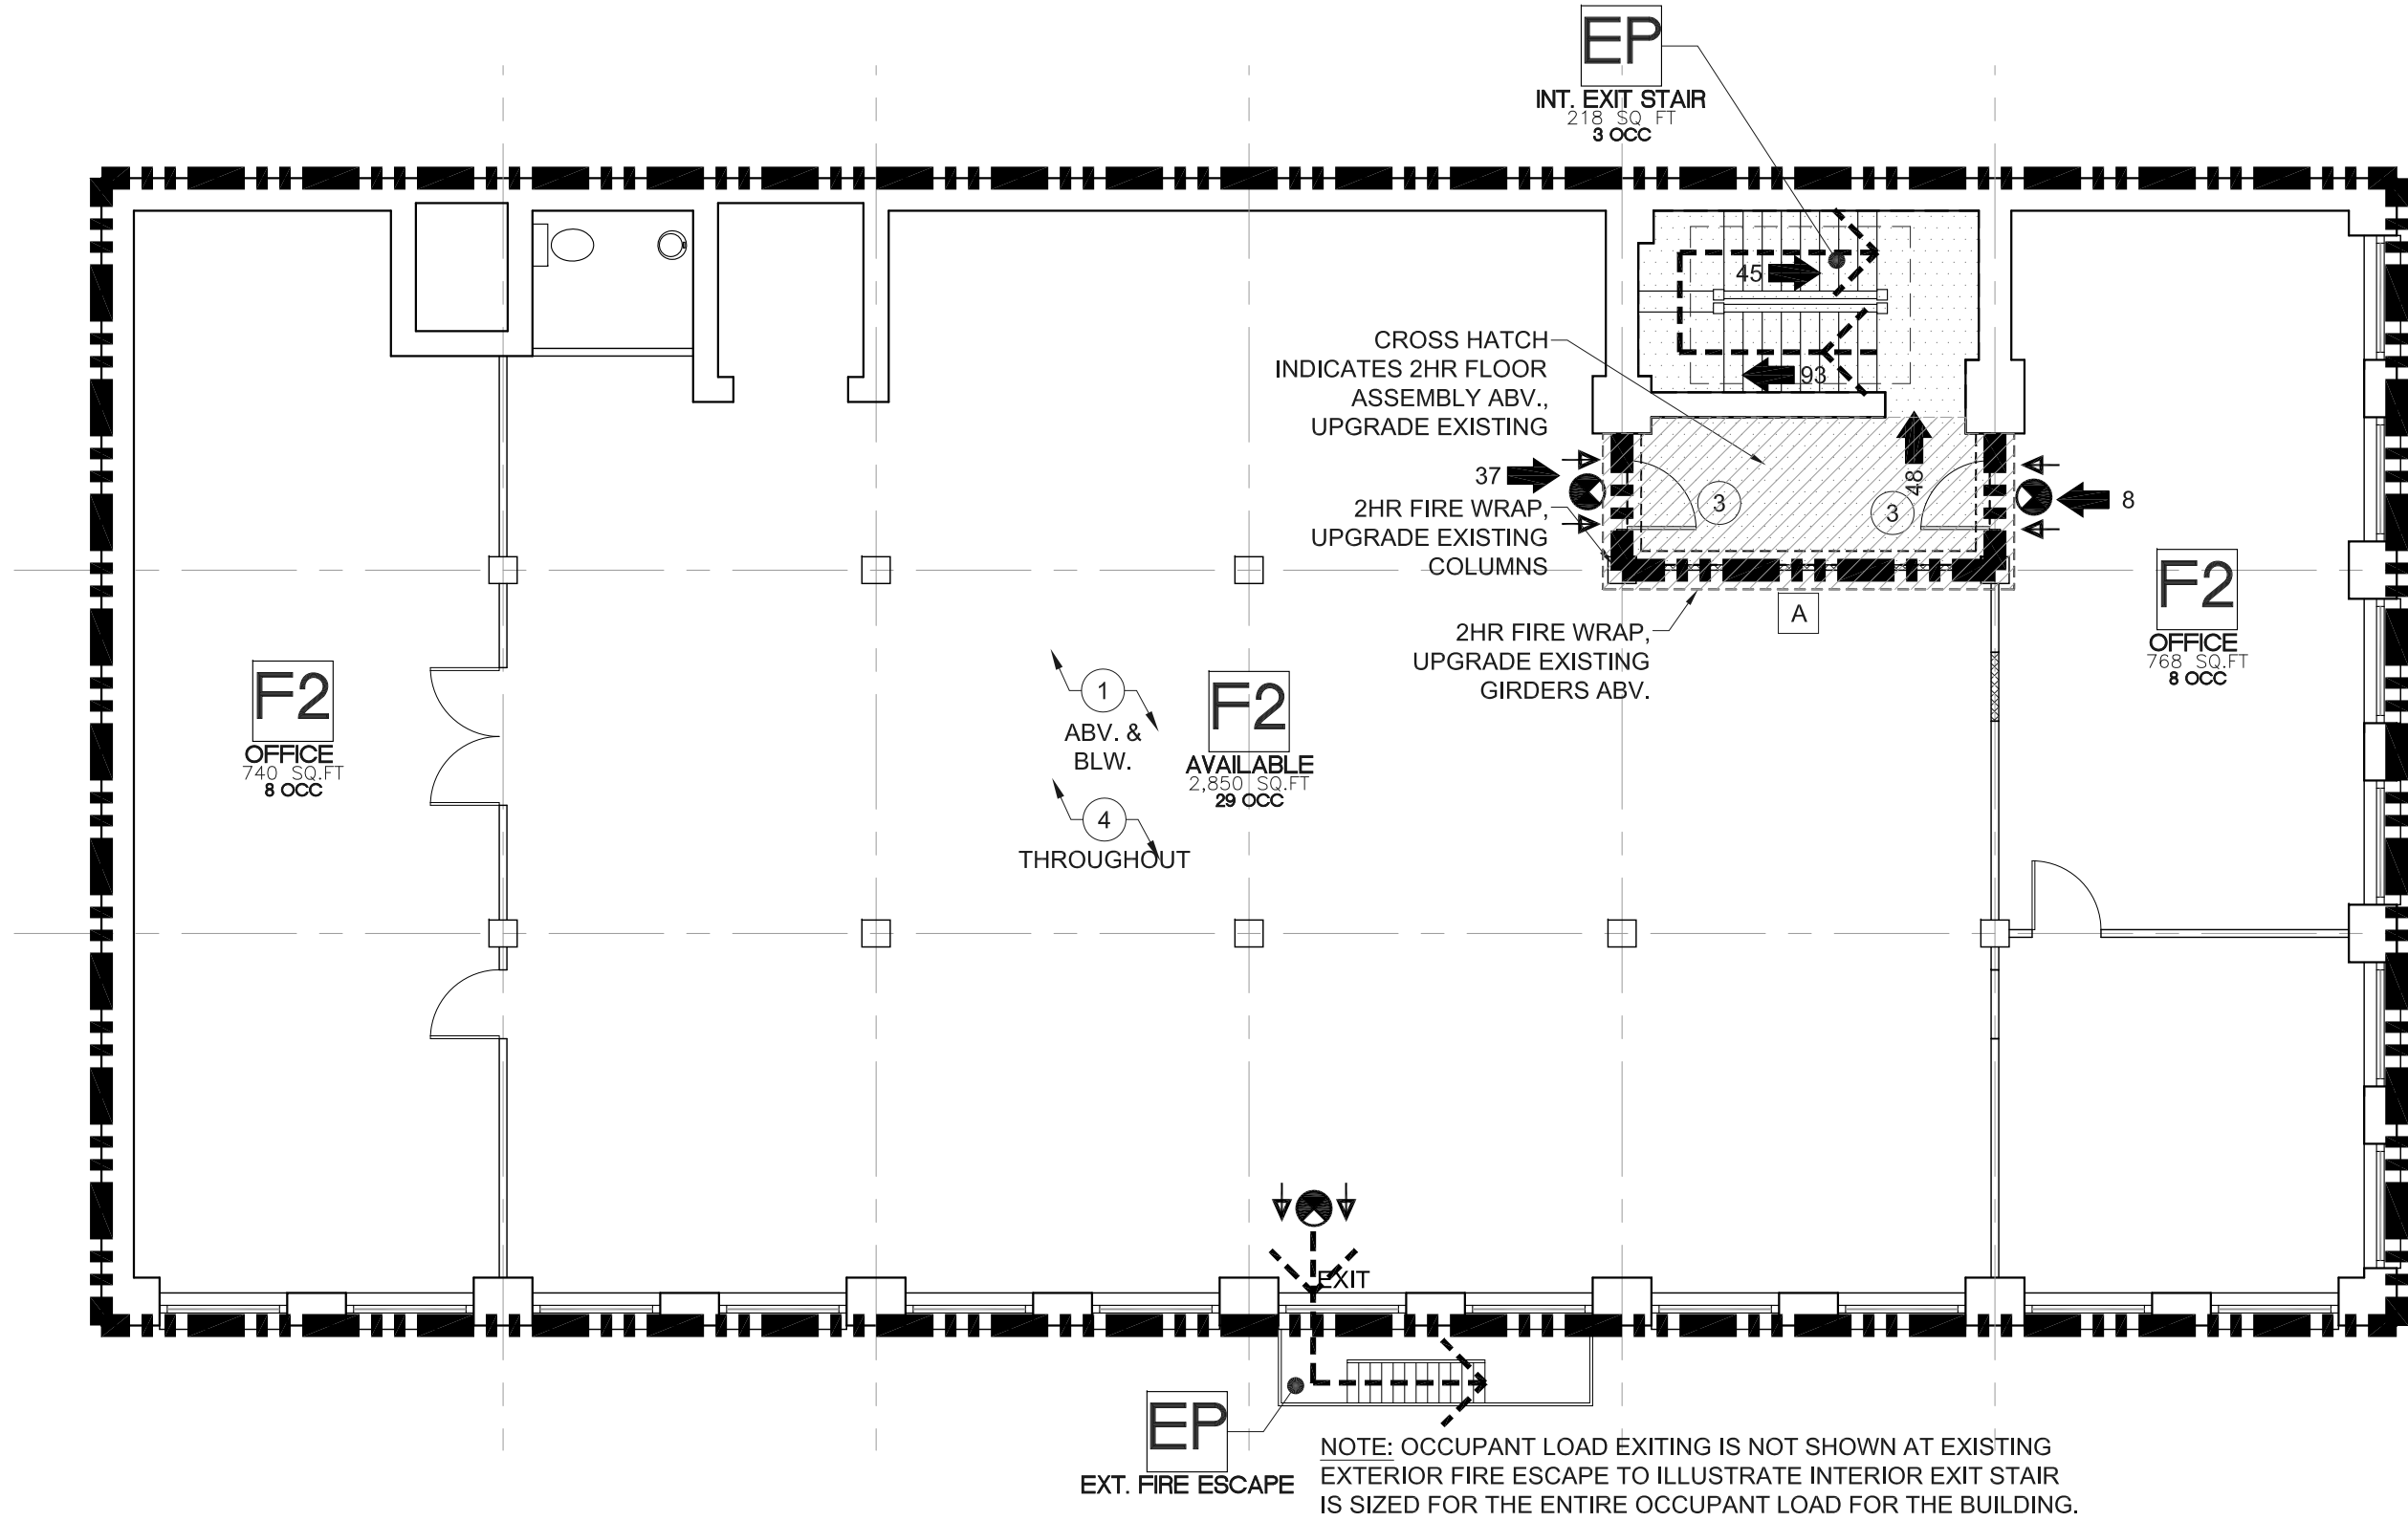 EP
INT. EXIT STAIR
218 SQ FT
3 OCC
45
93
CROSS HATCH
INDICATES 2HR FLOOR
ASSEMBLY ABV.,
UPGRADE EXISTING
37
48
8
3
3
2HR FIRE WRAP,
UPGRADE EXISTING
COLUMNS
A
2HR FIRE WRAP,
UPGRADE EXISTING
GIRDERS ABV.
F2
OFFICE
768 SQ.FT
8 OCC
F2
OFFICE
740 SQ.FT
8 OCC
1
ABV. &
BLW.
F2
AVAILABLE
2,850 SQ.FT
29 OCC
4
THROUGHOUT
EXIT
EP
EXT. FIRE ESCAPE
NOTE: OCCUPANT LOAD EXITING IS NOT SHOWN AT EXISTING
EXTERIOR FIRE ESCAPE TO ILLUSTRATE INTERIOR EXIT STAIR
IS SIZED FOR THE ENTIRE OCCUPANT LOAD FOR THE BUILDING.